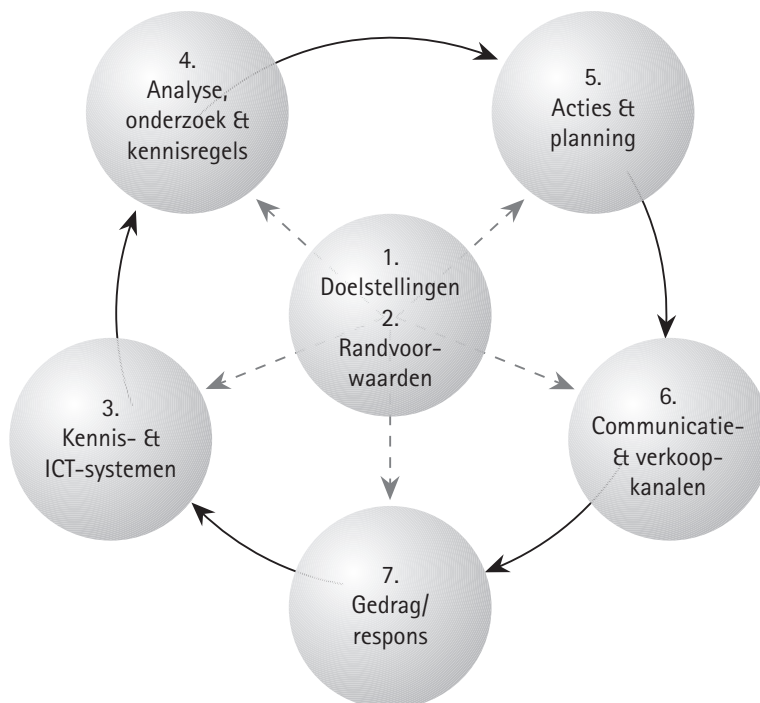 1.
Doelstellingen
2.
Randvoor-
waarden
3.
Kennis- &
ICT-systemen
4.
Analyse,
onderzoek &
kennisregels
5.
Acties &
planning
6.
Communicatie-
& verkoop-
kanalen
7.
Gedrag/
respons